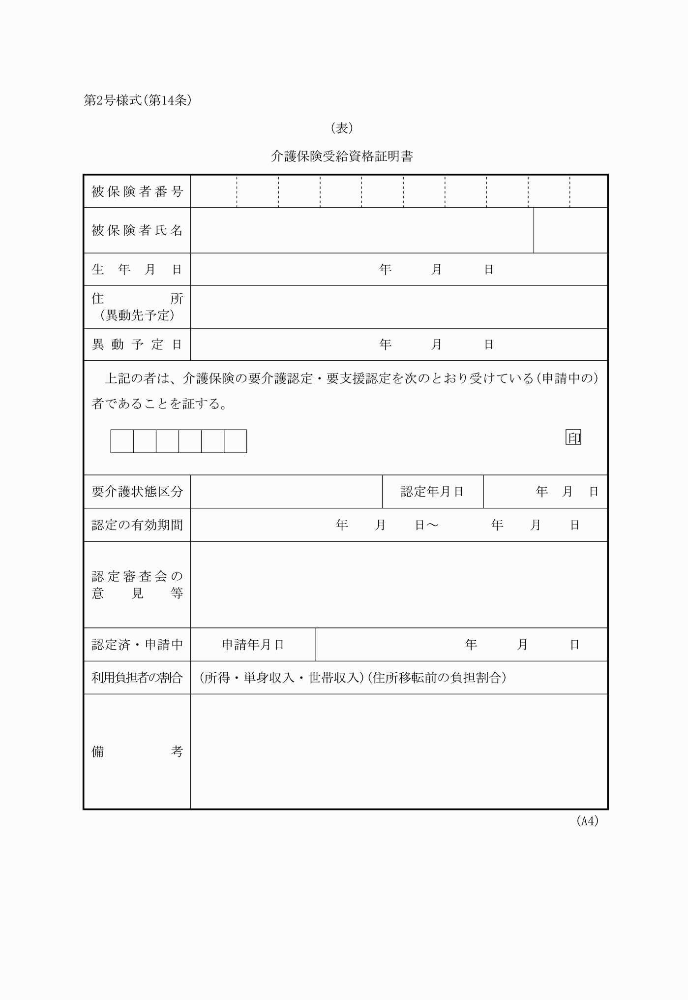 第2号様式(第14条)
(表)
介護保険受給資格証明書
被保険者番号
被保険者氏名
生年月日　年　月　日
住所
(異動先予定)
異動予定日　年　月　日
上記の者は、介護保険の要介護認定・要支援認定を次のとおり受けている(申請中の)
者であることを証する。
印
要介護状態区分　認定年月日　年　月　日
認定の有効期間　年　月　日～　年　月　日
認定審査会の
意見等
認定済・申請中　申請年月日　年　月　日
利用負担者の割合　(所得・単身収入・世帯収入)(住所移転前の負担割合)
備考
(A4)